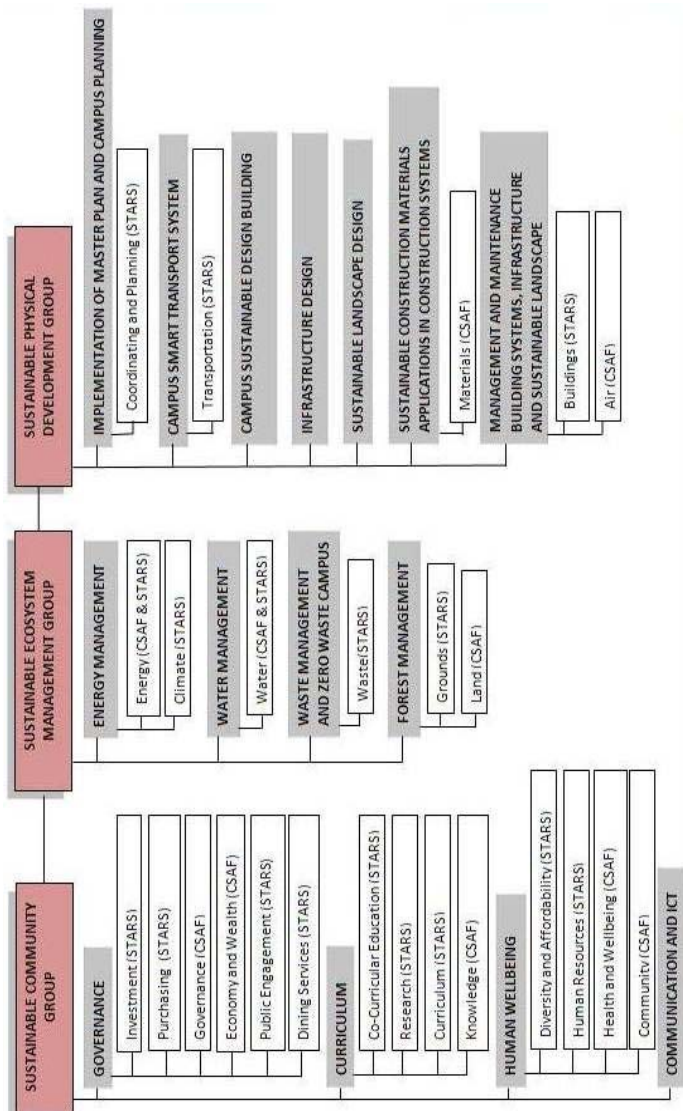 SUSTAINABLE COMMUNITY
GROUP
GOVERNANCE
Investment (STARS)
Purchasing (STARS)
Governance (CSAF)
Economy and Wealth (CSAF)
Public Engagement (STARS)
Dining Services (STARS)
CURRICULUM
Co-Curricular Education (STARS)
Research (STARS)
Curriculum (STARS)
Knowledge (CSAF)
HUMAN WELLBEING
Diversity and Affordability (STARS)
Human Resources (STARS)
Health and Wellbeing (CSAF)
Community (CSAF)
COMMUNICATION AND ICT
SUSTAINABLE ECOSYSTEM
MANAGEMENT GROUP
ENERGY MANAGEMENT
Energy (CSAF & STARS)
Climate (STARS)
WATER MANAGEMENT
Water (CSAF & STARS)
WASTE MANAGEMENT
AND ZERO WASTE CAMPUS
Waste(STARS)
FOREST MANAGEMENT
Grounds (STARS)
Land (CSAF)
SUSTAINABLE PHYSICAL
DEVELOPMENT GROUP
IMPLEMENTATION OF MASTER PLAN AND CAMPUS PLANNING
Coordinating and Planning (STARS)
CAMPUS SMART TRANSPORT SYSTEM
Transportation (STARS)
CAMPUS SUSTAINABLE DESIGN BUILDING
INFRASTRUCTURE DESIGN
SUSTAINABLE LANDSCAPE DESIGN
SUSTAINABLE CONSTRUCTION MATERIALS
APPLICATIONS IN CONSTRUCTION SYSTEMS
Materials (CSAF)
MANAGEMENT AND MAINTENANCE
BUILDING SYSTEMS, INFRASTRUCTURE
AND SUSTAINABLE LANDSCAPE
Buildings (STARS)
Air (CSAF)